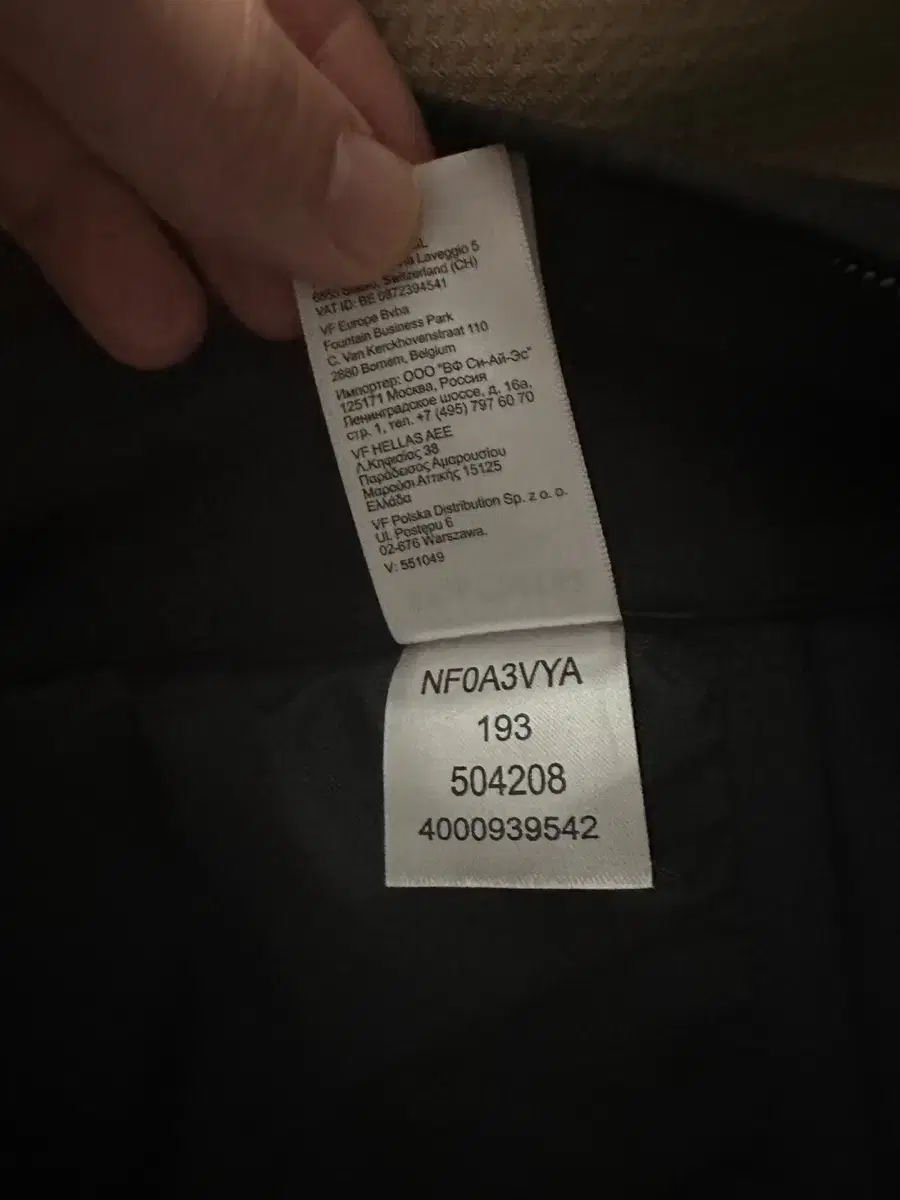 Laveggio 5
Switzerland (CH)
VAT ID: BE 0872394541
VF Europe Bvba
Fountain Business Park
C. Van Kerckhovenstraat 110
2880 Bornem, Belgium
Импортер: ООО "ВФ Си-Ай-Эс"
125171 Москва, Россия
Ленинградское шоссе, д. 16а,
стр. 1, тел. +7 (495) 797 60 70
VF HELLAS AEE
Λ.Κηφισίας 38
Παράδεισος Αμαρουσίου
Μαρούσι Αττικής 15125
Ελλάδα
VF Polska Distribution Sp. z o. o.
Ul. Postępu 6
02-676 Warszawa.
V: 551049
NF0A3VYA
193
504208
4000939542